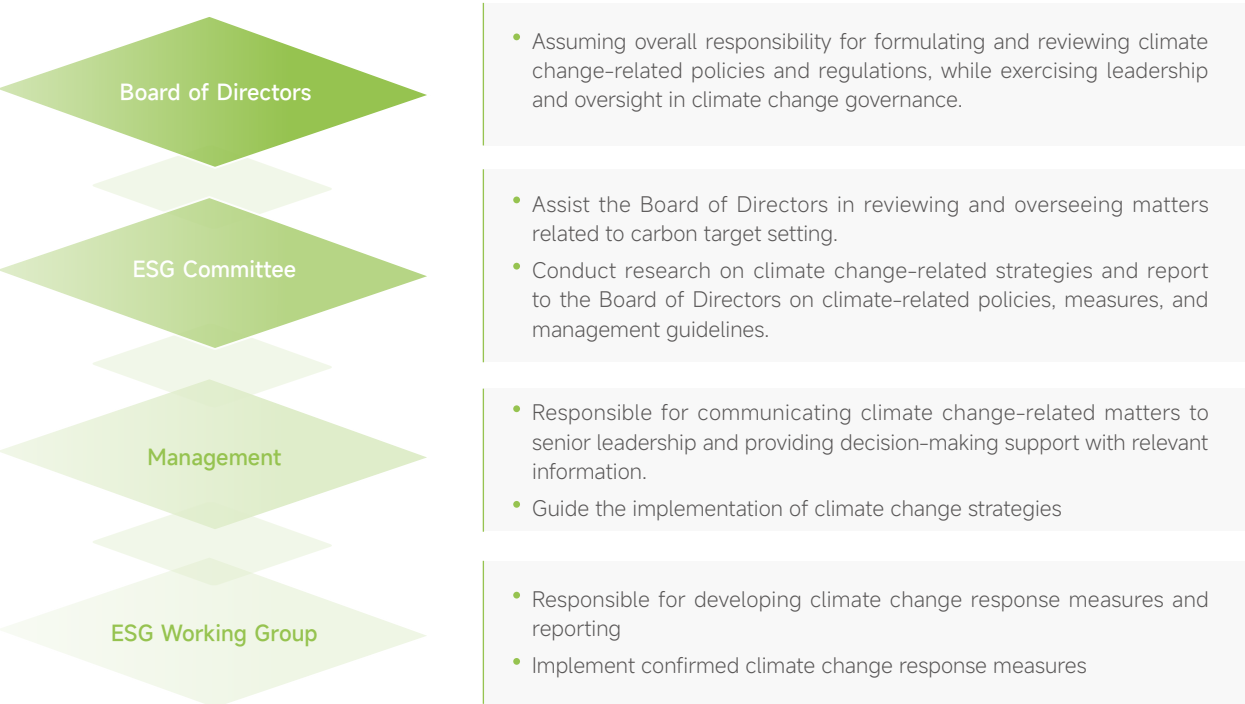 Board of Directors
• Assuming overall responsibility for formulating and reviewing climate
change-related policies and regulations, while exercising leadership
and oversight in climate change governance.
ESG Committee
• Assist the Board of Directors in reviewing and overseeing matters
related to carbon target setting.
• Conduct research on climate change-related strategies and report
to the Board of Directors on climate-related policies, measures, and
management guidelines.
Management
• Responsible for communicating climate change-related matters to
senior leadership and providing decision-making support with relevant
information.
• Guide the implementation of climate change strategies
ESG Working Group
• Responsible for developing climate change response measures and
reporting
• Implement confirmed climate change response measures